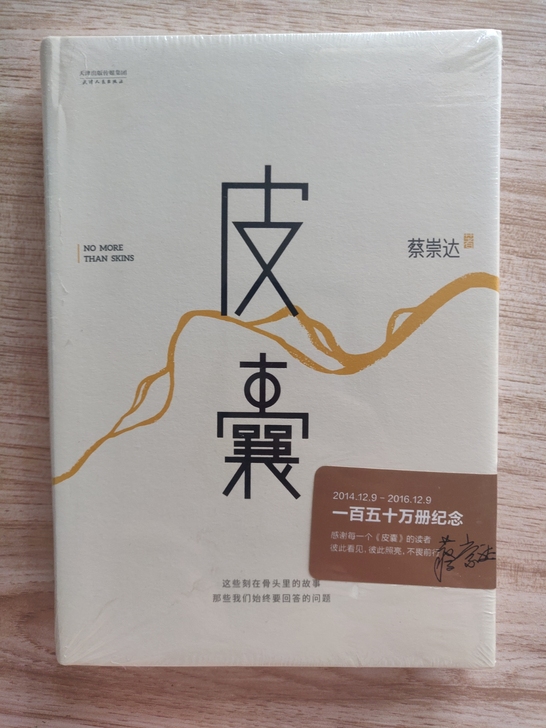 天津出版传媒集团
天津人民出版社
皮囊
NO MORE
THAN SKINS
蔡崇达
2014.12.9 - 2016.12.9
一百五十万册纪念
感谢每一个《皮囊》的读者
彼此看见，彼此照亮，不畏前行
蔡崇达
这些刻在骨头里的故事
那些我们始终要回答的问题